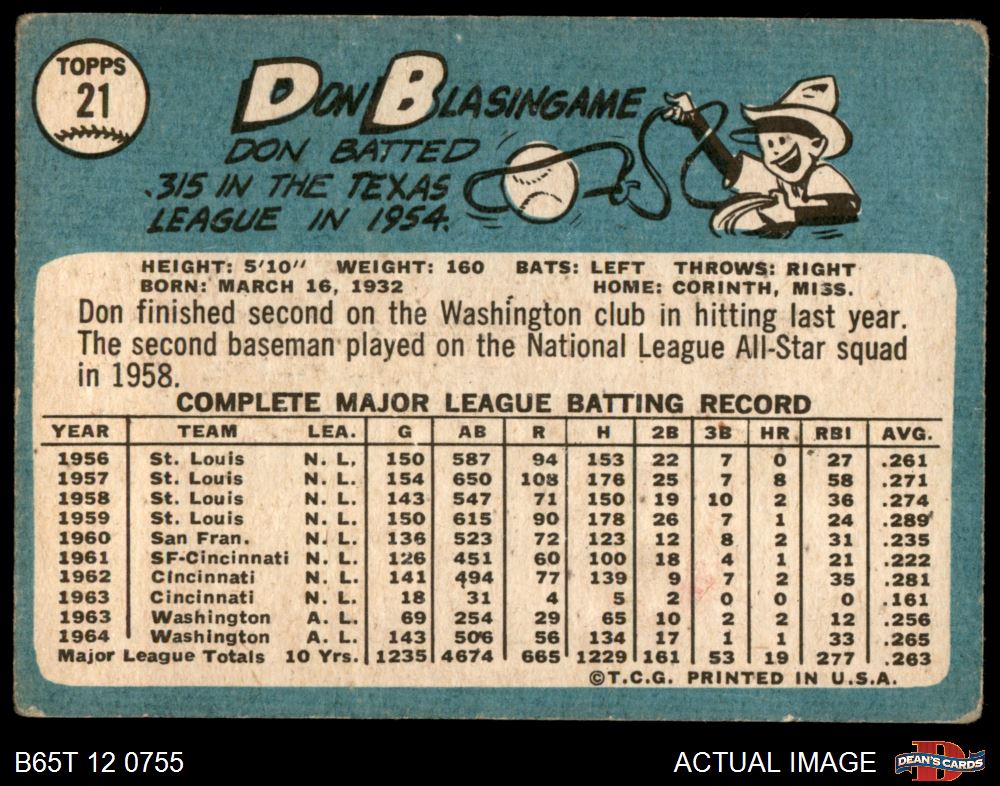 TOPPS
21
DON BLASINGAME
DON BATTED
.315 IN THE TEXAS
LEAGUE IN 1954.
HEIGHT: 5'10" WEIGHT: 160 BATS: LEFT THROWS: RIGHT
BORN: MARCH 16, 1932 HOME: CORINTH, MISS.
Don finished second on the Washington club in hitting last year.
The second baseman played on the National League All-Star squad
in 1958.
COMPLETE MAJOR LEAGUE BATTING RECORD
YEAR TEAM LEA. G AB R H 2B 3B HR RBI AVG.
1956 St. Louis N. L. 150 587 94 153 22 7 0 27 .261
1957 St. Louis N. L. 154 650 108 176 25 7 8 58 .271
1958 St. Louis N. L. 143 547 71 150 19 10 2 36 .274
1959 St. Louis N. L. 150 615 90 178 26 7 1 24 .289
1960 San Fran. N. L. 136 523 72 123 12 8 2 31 .235
1961 SF-Cincinnati N. L. 126 451 60 100 18 4 1 21 .222
1962 Cincinnati N. L. 141 494 77 139 9 7 2 35 .281
1963 Cincinnati N. L. 18 31 4 5 2 0 0 0 .161
1963 Washington A. L. 69 254 29 65 10 2 2 12 .256
1964 Washington A. L. 143 506 56 134 17 1 1 33 .265
Major League Totals 10 Yrs. 1235 4674 665 1229 161 53 19 277 .263
©T.C.G. PRINTED IN U.S.A.
B65T 12 0755 ACTUAL IMAGE DEAN'S CARDS